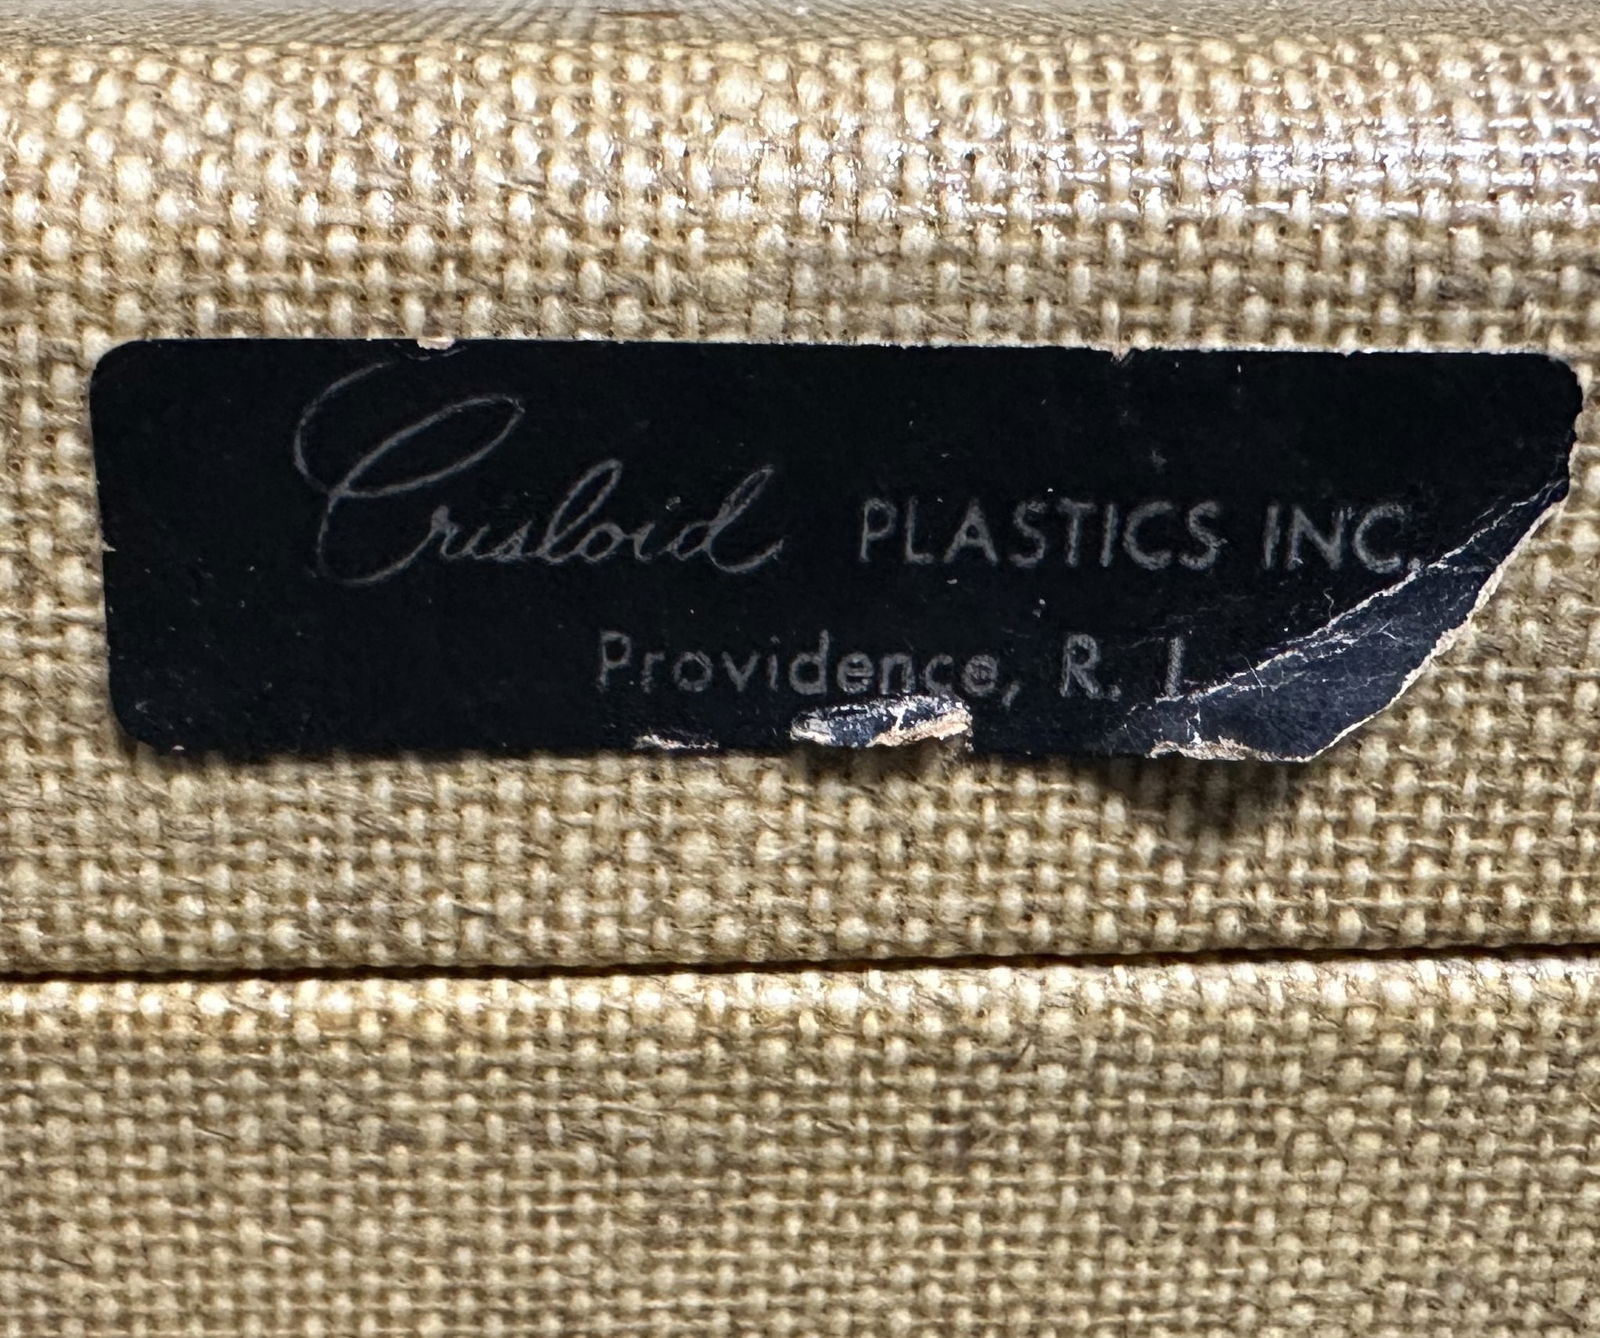 Crisloid PLASTICS INC.
Providence, R. I.